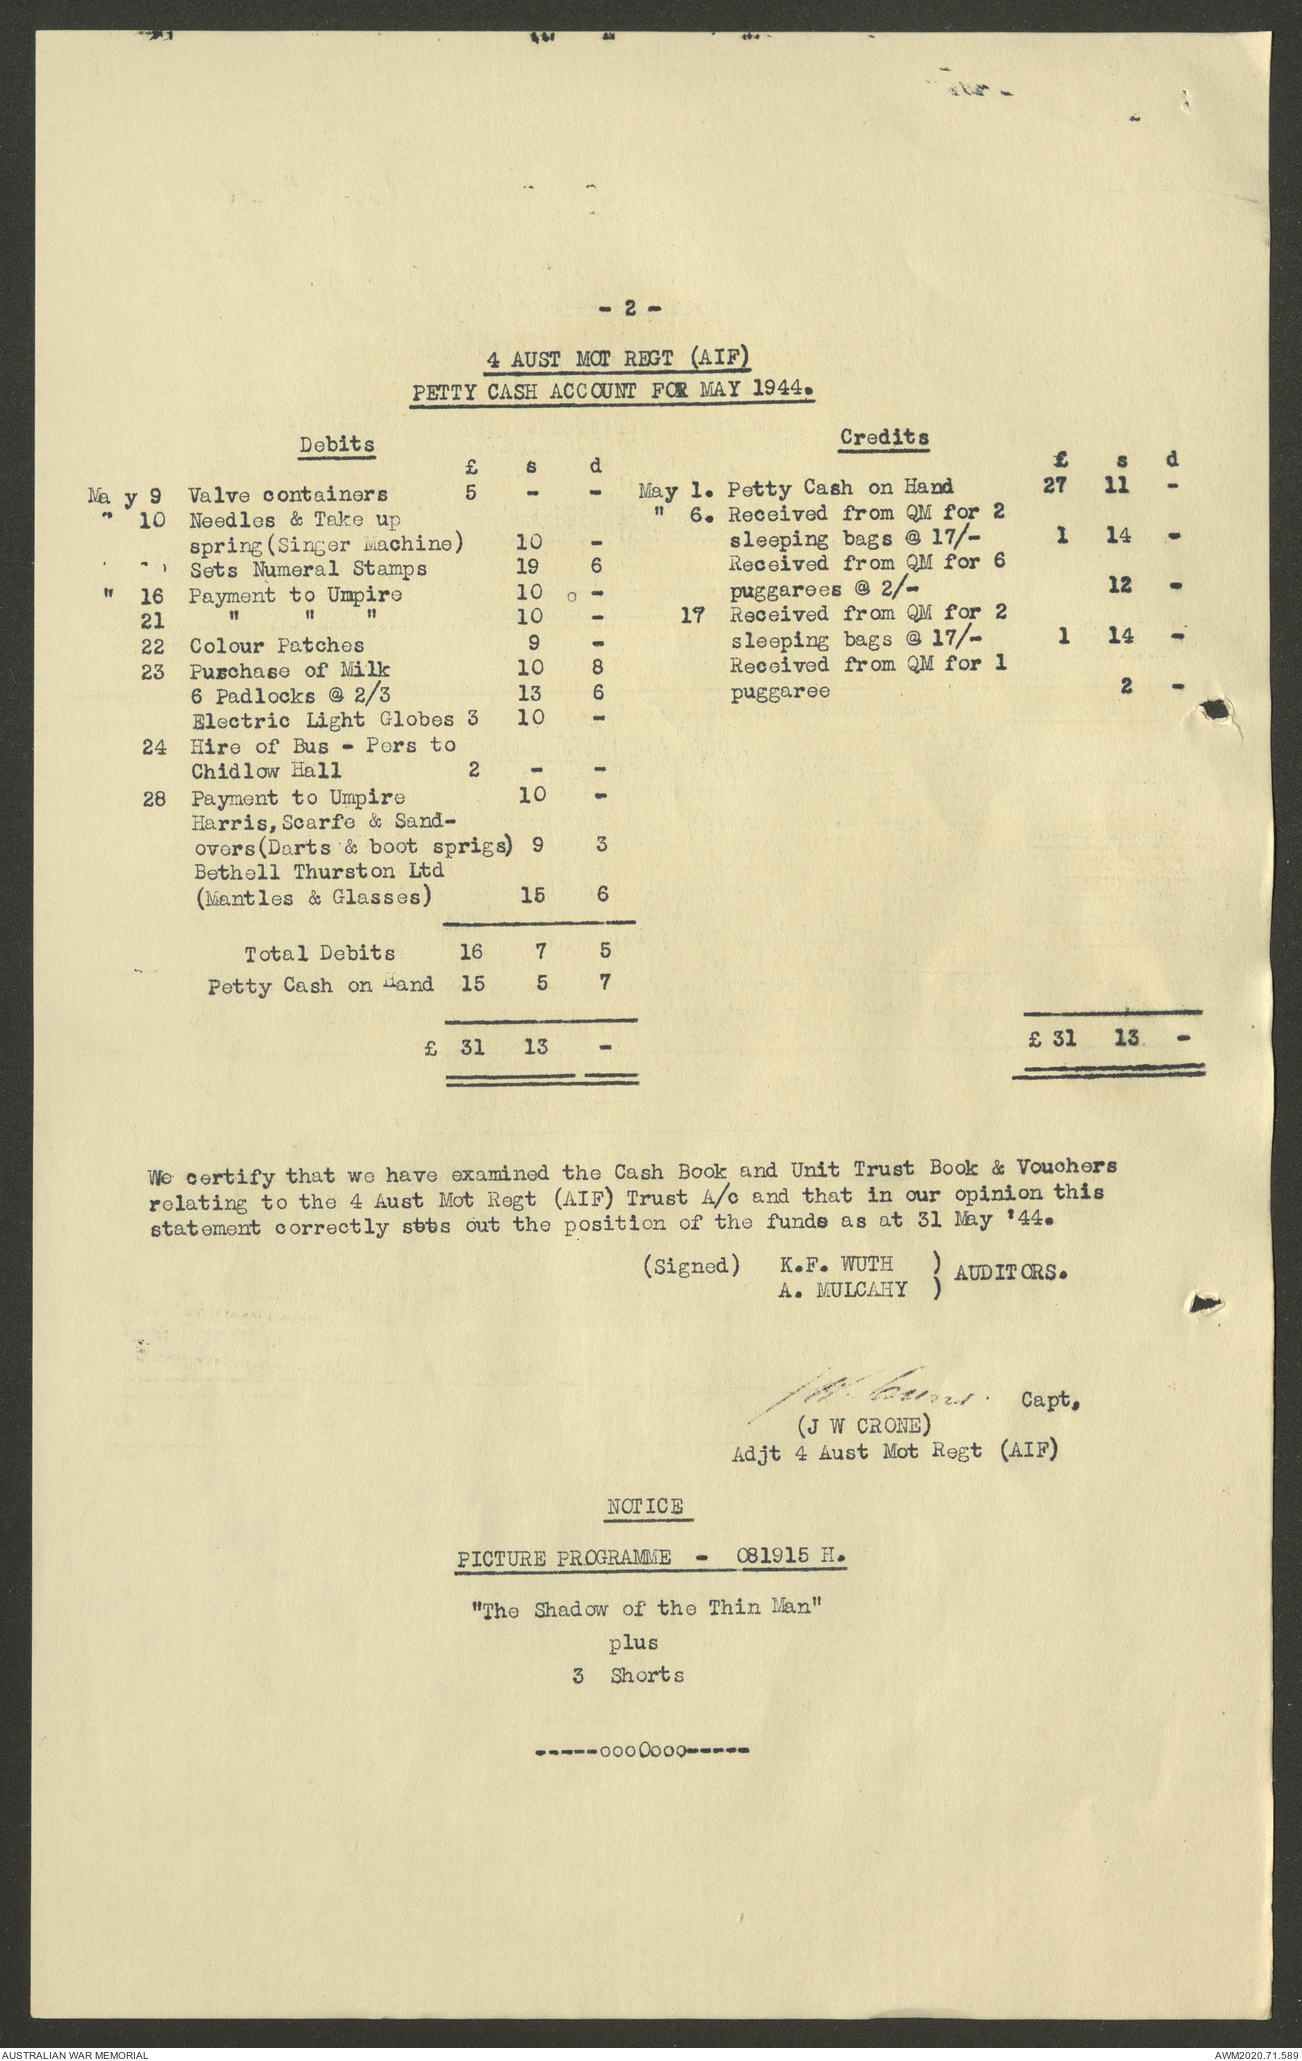 - 2 -
4 AUST MOT REGT (AIF)
PETTY CASH ACCOUNT FOR MAY 1944.
Debits
£ s d
May 9 Valve containers 5 - -
" 10 Needles & Take up
spring(Singer Machine) 10 -
" Sets Numeral Stamps 19 6
" 16 Payment to Umpire 10 -
21 " " " 10 -
22 Colour Patches 9 -
23 Purchase of Milk 10 8
6 Padlocks @ 2/3 13 6
Electric Light Globes 3 10 -
24 Hire of Bus - Pers to
Chidlow Hall 2 - -
28 Payment to Umpire 10 -
Harris, Scarfe & Sand-
overs(Darts & boot sprigs) 9 3
Bethell Thurston Ltd
(Mantles & Glasses) 15 6
Total Debits 16 7 5
Petty Cash on Hand 15 5 7
£ 31 13 -
Credits
£ s d
May 1. Petty Cash on Hand 27 11 -
" 6. Received from QM for 2
sleeping bags @ 17/- 1 14 -
Received from QM for 6
puggarees @ 2/- 12 -
17 Received from QM for 2
sleeping bags @ 17/- 1 14 -
Received from QM for 1
puggaree 2 -
£ 31 13 -
We certify that we have examined the Cash Book and Unit Trust Book & Vouchers
relating to the 4 Aust Mot Regt (AIF) Trust A/c and that in our opinion this
statement correctly sets out the position of the funds as at 31 May '44.
(Signed) K.F. WUTH ) AUDITORS.
A. MULCAHY )
Capt,
(J W CRONE)
Adjt 4 Aust Mot Regt (AIF)
NOTICE
PICTURE PROGRAMME - 081915 H.
"The Shadow of the Thin Man"
plus
3 Shorts
-----ooo0ooo-----
AUSTRALIAN WAR MEMORIAL AWM2020.71.589